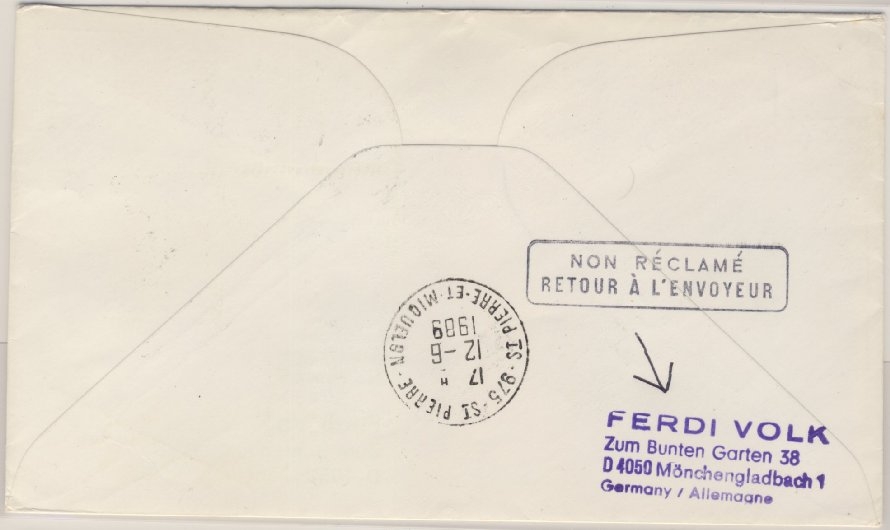 NON RÉCLAMÉ
RETOUR À L'ENVOYEUR
975-ST PIERRE-ST PIERRE-ET-MIQUELON
17 H
12-6
1989
FERDI VOLK
Zum Bunten Garten 38
D 4050 Mönchengladbach 1
Germany / Allemagne